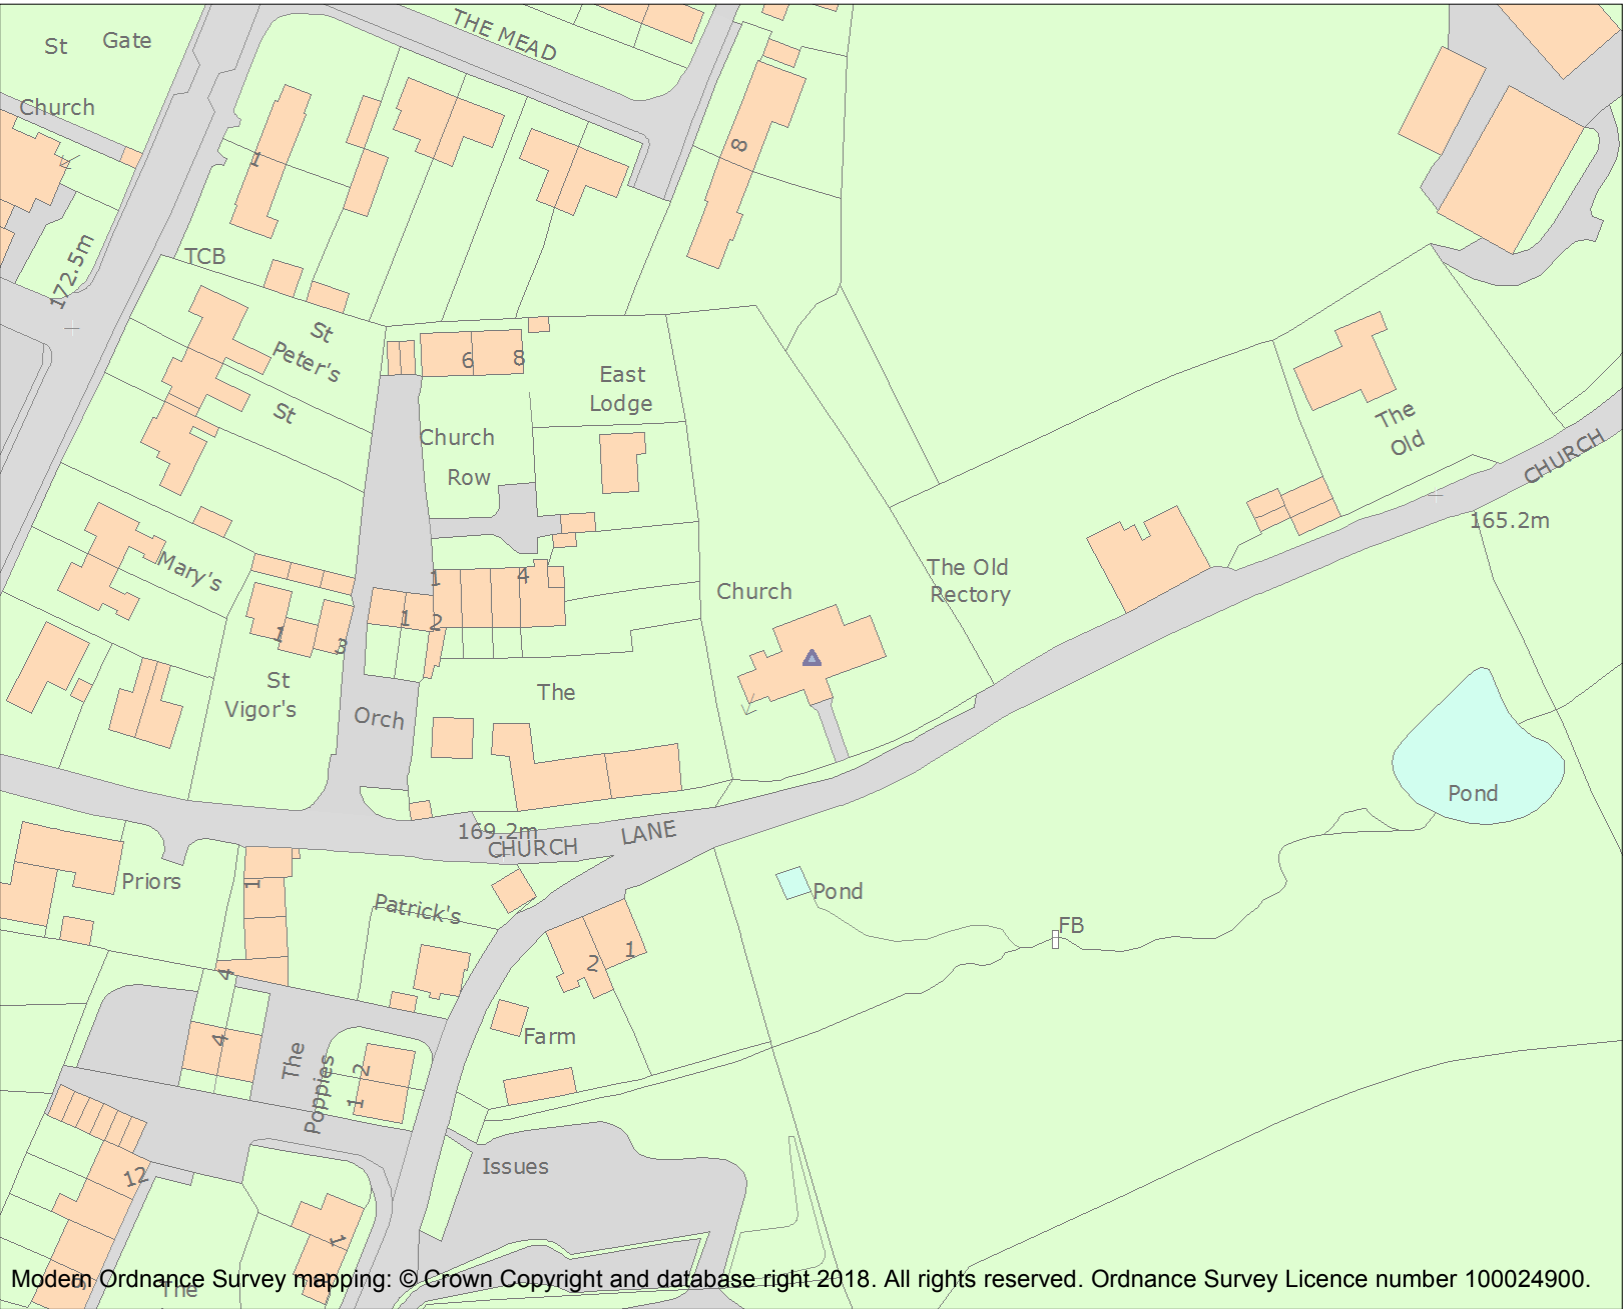 THE MEAD
St Gate
Church
1
8
172.5m
TCB
St
Peter's
St
6 8
East
Lodge
Church
Row
The
Old
CHURCH
165.2m
Mary's
1 4
1 2
1 3
Church
The Old
Rectory
St
Vigor's
The
Orch
Pond
169.2m
CHURCH LANE
Priors
1
Patrick's
Pond
FB
2 1
4
4
Farm
The
Poppies
2
1
Issues
12
1
The
Modern Ordnance Survey mapping: © Crown Copyright and database right 2018. All rights reserved. Ordnance Survey Licence number 100024900.